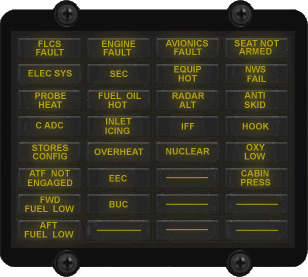 FLCS
FAULT
ENGINE
FAULT
AVIONICS
FAULT
SEAT NOT
ARMED
ELEC SYS
SEC
EQUIP
HOT
NWS
FAIL
PROBE
HEAT
FUEL OIL
HOT
RADAR
ALT
ANTI
SKID
C ADC
INLET
ICING
IFF
HOOK
STORES
CONFIG
OVERHEAT
NUCLEAR
OXY
LOW
ATF NOT
ENGAGED
EEC
CABIN
PRESS
FWD
FUEL LOW
BUC
AFT
FUEL LOW